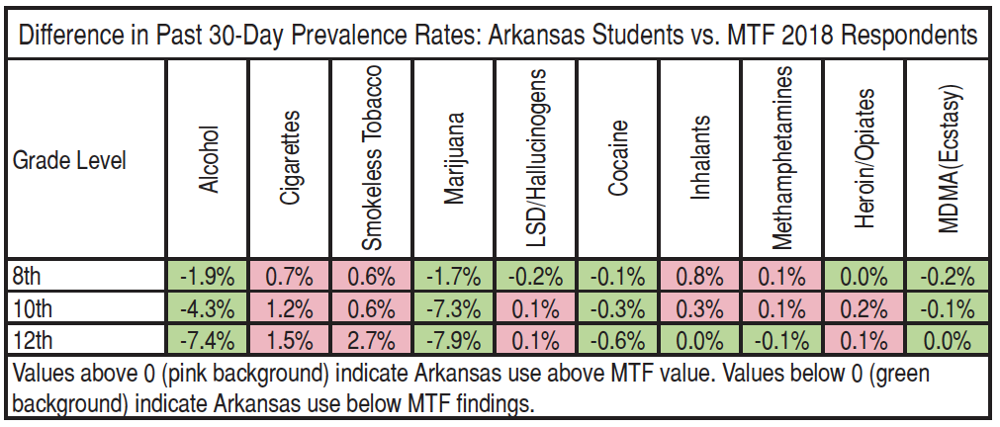 Difference in Past 30-Day Prevalence Rates: Arkansas Students vs. MTF 2018 Respondents
Grade Level Alcohol Cigarettes Smokeless Tobacco Marijuana LSD/Hallucinogens Cocaine Inhalants Methamphetamines Heroin/Opiates MDMA(Ecstasy)
8th -1.9% 0.7% 0.6% -1.7% -0.2% -0.1% 0.8% 0.1% 0.0% -0.2%
10th -4.3% 1.2% 0.6% -7.3% 0.1% -0.3% 0.3% 0.1% 0.2% -0.1%
12th -7.4% 1.5% 2.7% -7.9% 0.1% -0.6% 0.0% -0.1% 0.1% 0.0%
Values above 0 (pink background) indicate Arkansas use above MTF value. Values below 0 (green
background) indicate Arkansas use below MTF findings.